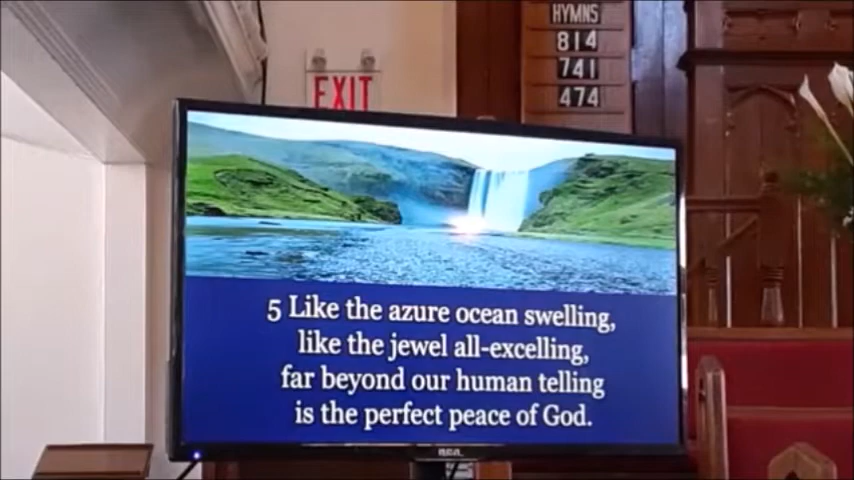 HYMNS
814
741
474
EXIT
5 Like the azure ocean swelling,
like the jewel all-excelling,
far beyond our human telling
is the perfect peace of God.
RCA